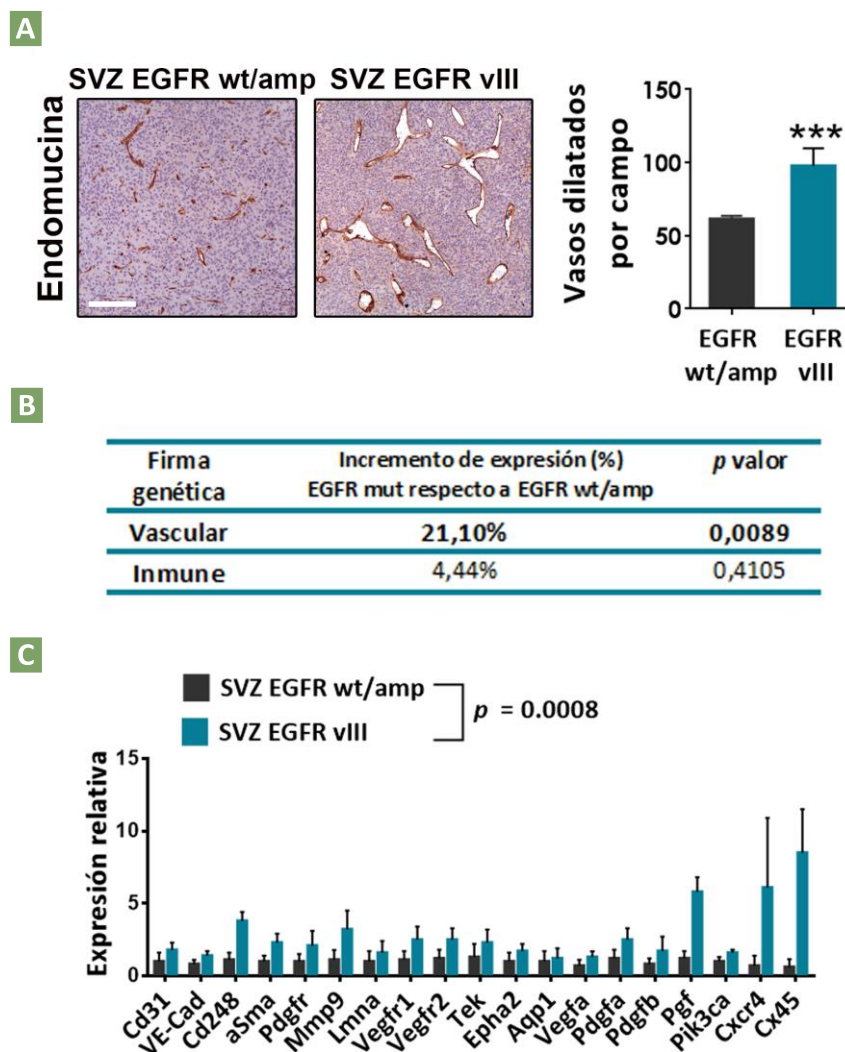 A
SVZ EGFR wt/amp SVZ EGFR vIII
Endomucina
Vasos dilatados
por campo
150
100
50
0
***
EGFR
wt/amp
EGFR
vIII
B
Firma
genética
Incremento de expresión (%)
EGFR mut respecto a EGFR wt/amp
p valor
Vascular 21,10% 0,0089
Inmune 4,44% 0,4105
C
SVZ EGFR wt/amp
SVZ EGFR vIII
p = 0.0008
Expresión relativa
15
10
5
0
Cd31
VE-Cad
Cd248
aSma
Pdgfr
Mmp9
Lmna
Vegfr1
Vegfr2
Tek
Epha2
Aqp1
Vegfa
Pdgfa
Pdgfb
Pgf
Pik3ca
Cxcr4
Cx45